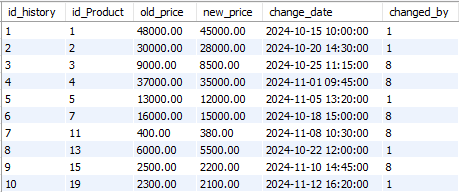 id_history id_Product old_price new_price change_date changed_by
1 1 48000.00 45000.00 2024-10-15 10:00:00 1
2 2 30000.00 28000.00 2024-10-20 14:30:00 1
3 3 9000.00 8500.00 2024-10-25 11:15:00 8
4 4 37000.00 35000.00 2024-11-01 09:45:00 8
5 5 13000.00 12000.00 2024-11-05 13:20:00 1
6 7 16000.00 15000.00 2024-10-18 15:00:00 8
7 11 400.00 380.00 2024-11-08 10:30:00 8
8 13 6000.00 5500.00 2024-10-22 12:00:00 1
9 15 2500.00 2200.00 2024-11-10 14:45:00 8
10 19 2300.00 2100.00 2024-11-12 16:20:00 1